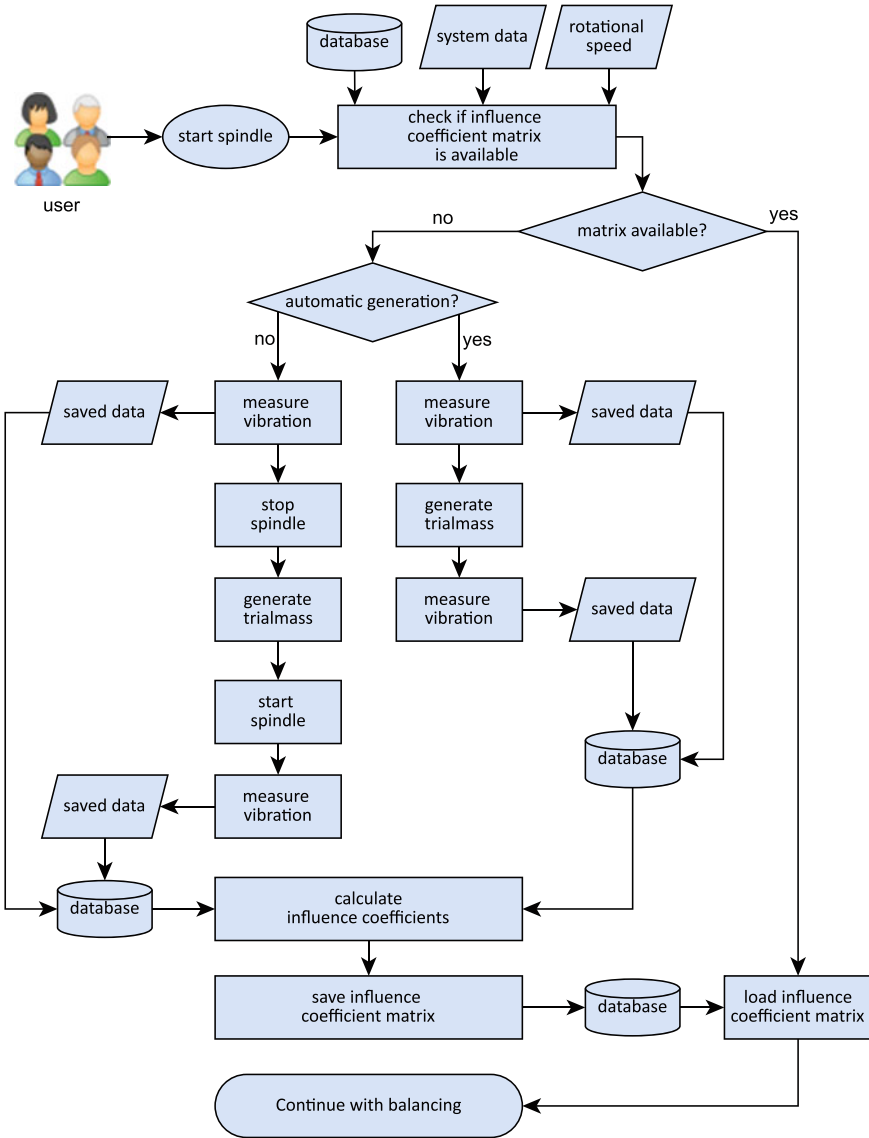 database
system data
rotational
speed
start spindle
check if influence
coefficient matrix
is available
user
no
matrix available?
yes
automatic generation?
no
yes
saved data
measure
vibration
measure
vibration
saved data
stop
spindle
generate
trialmass
generate
trialmass
measure
vibration
saved data
start
spindle
database
saved data
measure
vibration
database
calculate
influence coefficients
save influence
coefficient matrix
database
load influence
coefficient matrix
Continue with balancing